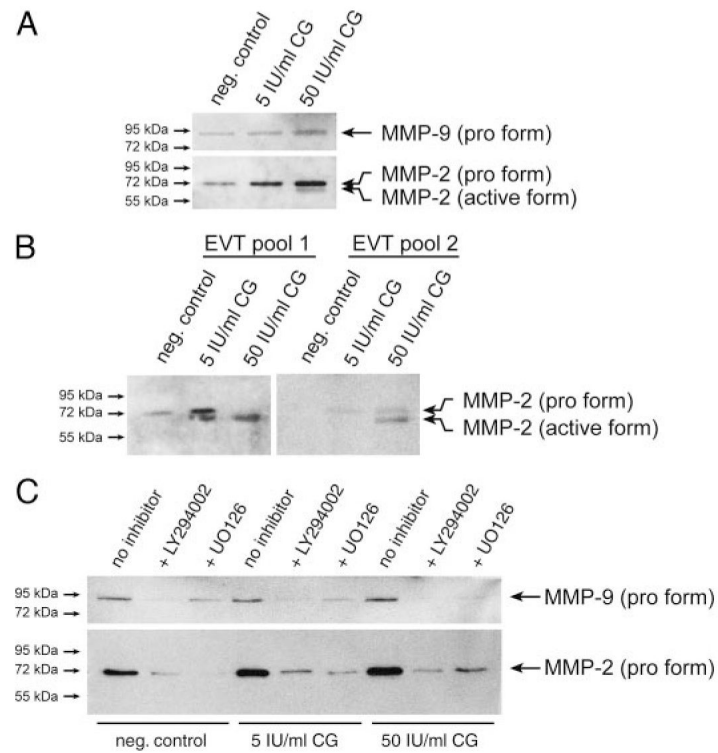 A
neg. control
5 IU/ml CG
50 IU/ml CG
95 kDa
72 kDa
MMP-9 (pro form)
95 kDa
72 kDa
55 kDa
MMP-2 (pro form)
MMP-2 (active form)
B
EVT pool 1
EVT pool 2
neg. control
5 IU/ml CG
50 IU/ml CG
neg. control
5 IU/ml CG
50 IU/ml CG
95 kDa
72 kDa
55 kDa
MMP-2 (pro form)
MMP-2 (active form)
C
no inhibitor
+ LY294002
+ UO126
no inhibitor
+ LY294002
+ UO126
no inhibitor
+ LY294002
+ UO126
95 kDa
72 kDa
MMP-9 (pro form)
95 kDa
72 kDa
55 kDa
MMP-2 (pro form)
neg. control
5 IU/ml CG
50 IU/ml CG